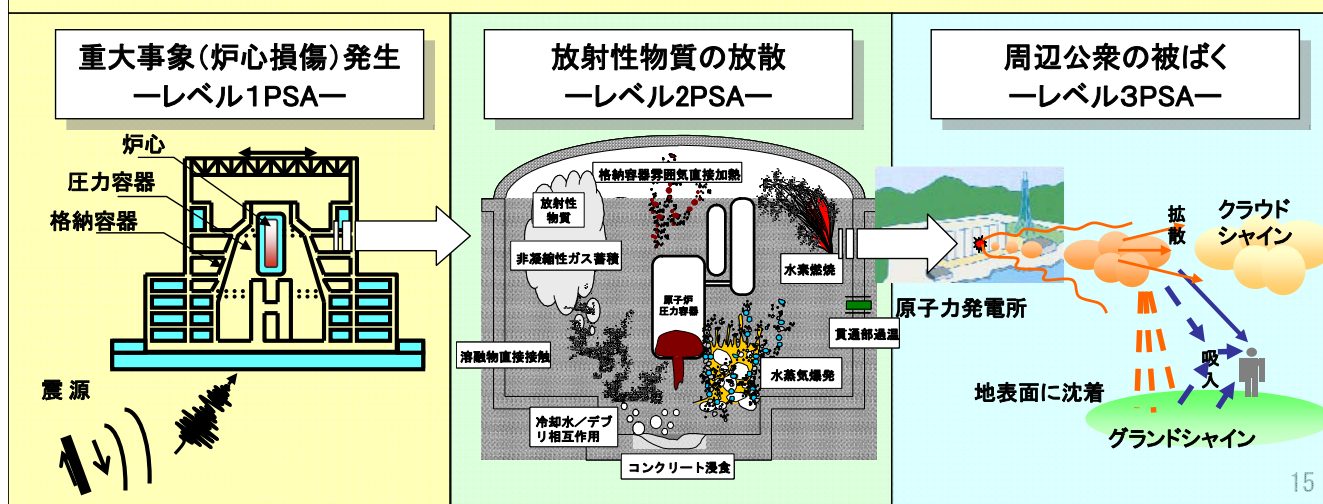 重大事象(炉心損傷)発生
ーレベル1PSAー
炉心
圧力容器
格納容器
震源
放射性物質の放散
ーレベル2PSAー
格納容器雰囲気直接加熱
放射性
物質
非凝縮性ガス蓄積
水素燃焼
原子炉
圧力容器
貫通部過温
溶融物直接接触
水蒸気爆発
冷却水/デブ
リ相互作用
コンクリート浸食
周辺公衆の被ばく
ーレベル3PSAー
拡散
クラウド
シャイン
原子力発電所
吸入
地表面に沈着
グランドシャイン
15